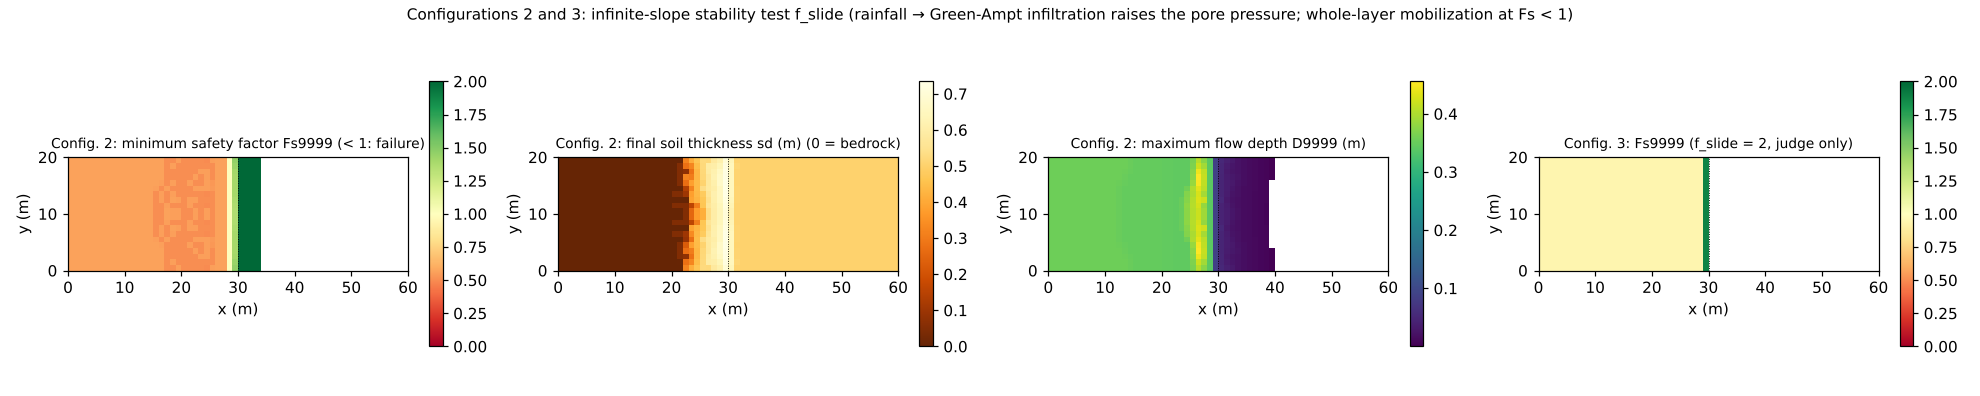 Configurations 2 and 3: infinite-slope stability test f_slide (rainfall → Green-Ampt infiltration raises the pore pressure; whole-layer mobilization at Fs < 1)
Config. 2: minimum safety factor Fs9999 (< 1: failure)
20
10
0
y (m)
0 10 20 30 40 50 60
x (m)
2.00
1.75
1.50
1.25
1.00
0.75
0.50
0.25
0.00
Config. 2: final soil thickness sd (m) (0 = bedrock)
20
10
0
y (m)
0 10 20 30 40 50 60
x (m)
0.7
0.6
0.5
0.4
0.3
0.2
0.1
0.0
Config. 2: maximum flow depth D9999 (m)
20
10
0
y (m)
0 10 20 30 40 50 60
x (m)
0.4
0.3
0.2
0.1
Config. 3: Fs9999 (f_slide = 2, judge only)
20
10
0
y (m)
0 10 20 30 40 50 60
x (m)
2.00
1.75
1.50
1.25
1.00
0.75
0.50
0.25
0.00